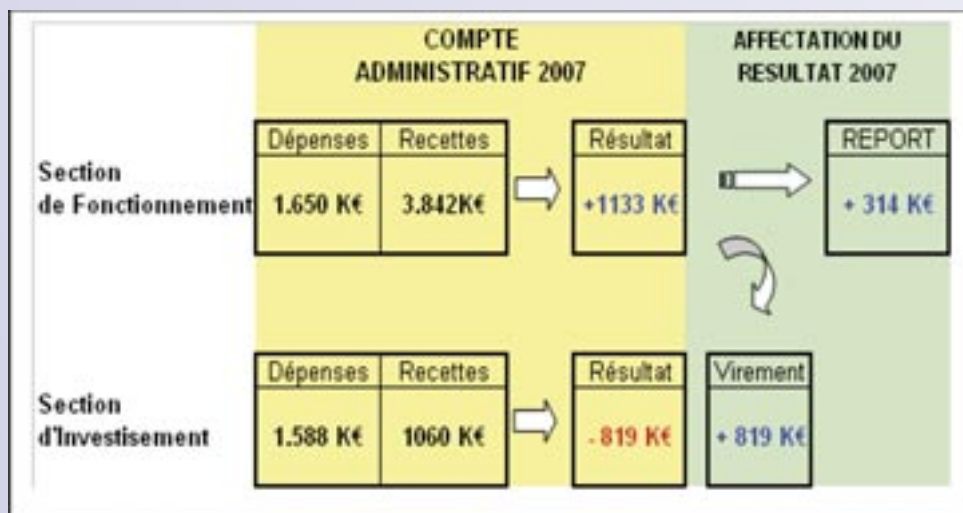 COMPTE
ADMINISTRATIF 2007
AFFECTATION DU
RESULTAT 2007
Section
de Fonctionnement
Dépenses Recettes Résultat REPORT
1.650 K€ 3.842K€ +1133 K€ + 314 K€
Section
d'Investisement
Dépenses Recettes Résultat Virement
1.588 K€ 1060 K€ - 819 K€ + 819 K€